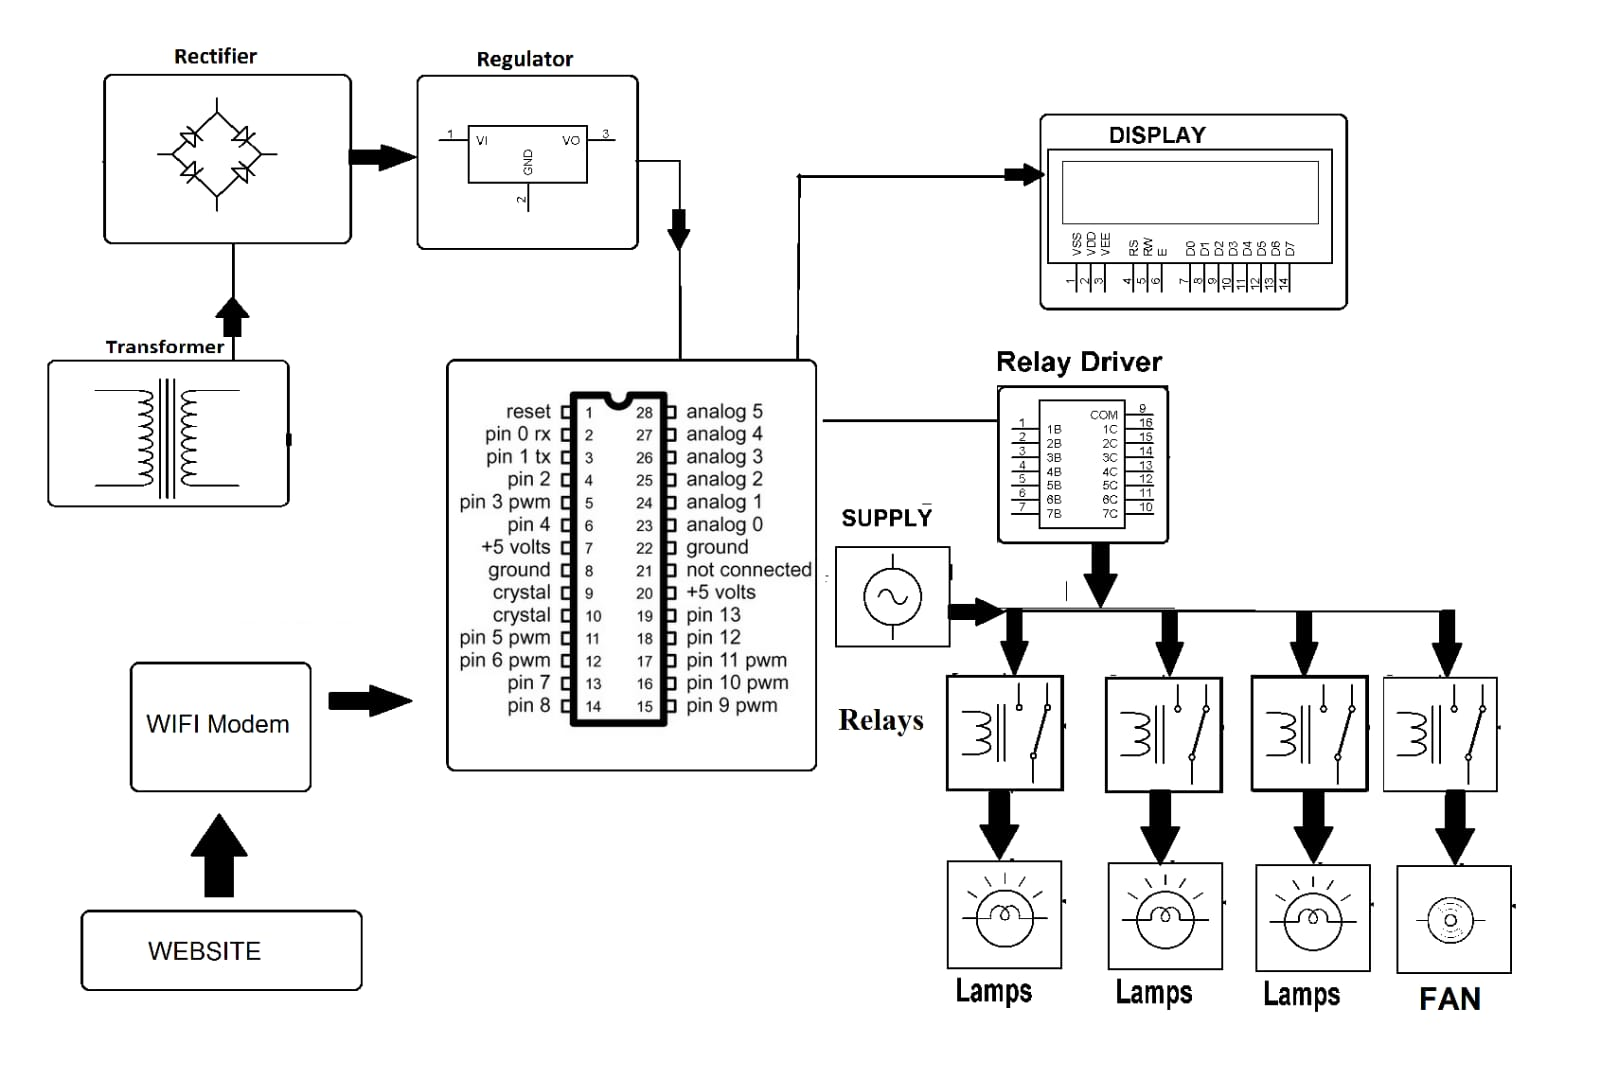 Rectifier
Regulator
1 VI VO 3
GND
2
DISPLAY
VSS VDD VEE RS RW E D0 D1 D2 D3 D4 D5 D6 D7
1 2 3 4 5 6 7 8 9 10 11 12 13 14
Transformer
reset 1 28 analog 5
pin 0 rx 2 27 analog 4
pin 1 tx 3 26 analog 3
pin 2 4 25 analog 2
pin 3 pwm 5 24 analog 1
pin 4 6 23 analog 0
+5 volts 7 22 ground
ground 8 21 not connected
crystal 9 20 +5 volts
crystal 10 19 pin 13
pin 5 pwm 11 18 pin 12
pin 6 pwm 12 17 pin 11 pwm
pin 7 13 16 pin 10 pwm
pin 8 14 15 pin 9 pwm
Relay Driver
COM 9
1 1B 1C 16
2 2B 2C 15
3 3B 3C 14
4 4B 4C 13
5 5B 5C 12
6 6B 6C 11
7 7B 7C 10
SUPPLY
WIFI Modem
WEBSITE
Relays
Lamps
Lamps
Lamps
FAN